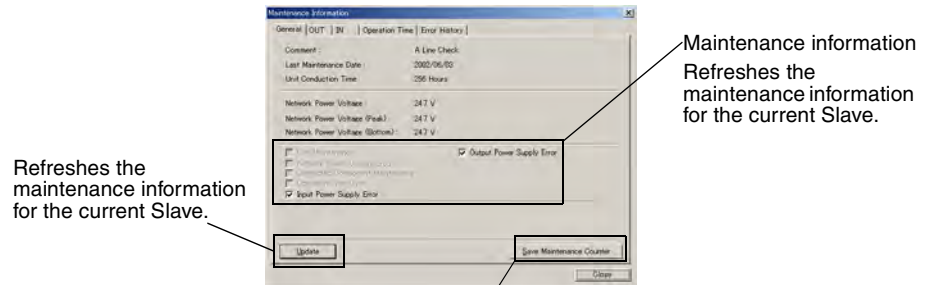 Maintenance Information
General OUT IN Operation Time Error History
Comment : A Line Check
Last Maintenance Date : 2002/06/03
Unit Conduction Time : 256 Hours
Network Power Voltage : 24.7 V
Network Power Voltage (Peak) : 24.7 V
Network Power Voltage (Bottom) : 24.7 V
Output Power Supply Error
Input Power Supply Error
Update
Save Maintenance Counter
Close
Maintenance information
Refreshes the
maintenance information
for the current Slave.
Refreshes the
maintenance information
for the current Slave.